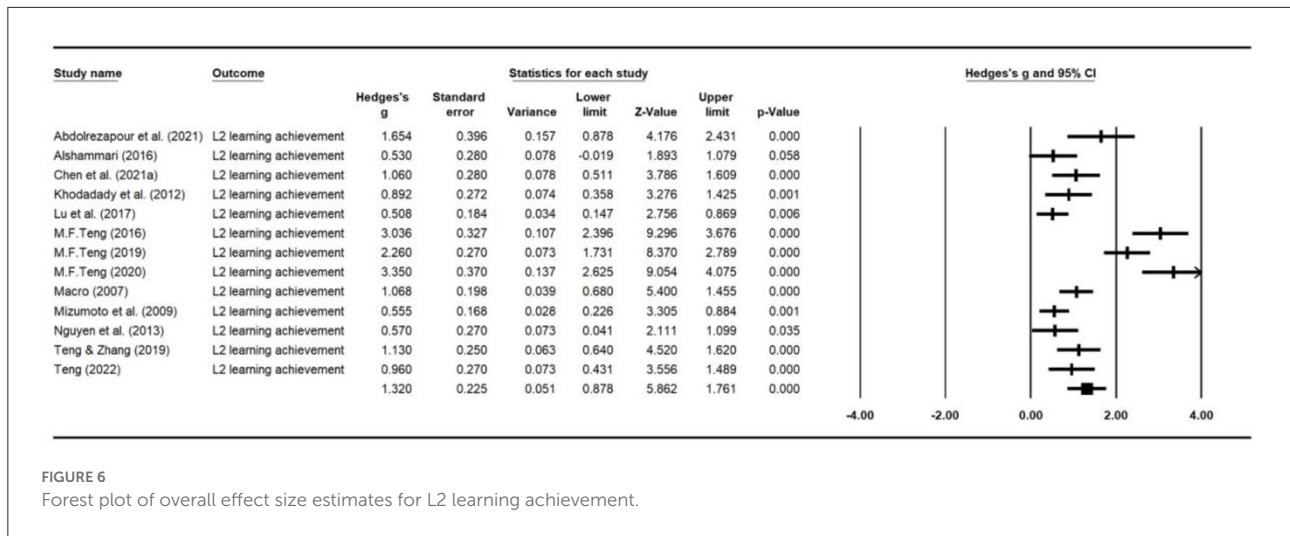 Study name Outcome Statistics for each study Hedges's g and 95% CI
Hedges's g Standard error Variance Lower limit Z-Value Upper limit p-Value
Abdolrezapour et al. (2021) L2 learning achievement 1.654 0.396 0.157 0.878 4.176 2.431 0.000
Alshammari (2016) L2 learning achievement 0.530 0.280 0.078 -0.019 1.893 1.079 0.058
Chen et al. (2021a) L2 learning achievement 1.060 0.280 0.078 0.511 3.786 1.609 0.000
Khodadady et al. (2012) L2 learning achievement 0.892 0.272 0.074 0.358 3.276 1.425 0.001
Lu et al. (2017) L2 learning achievement 0.508 0.184 0.034 0.147 2.756 0.869 0.006
M.F.Teng (2016) L2 learning achievement 3.036 0.327 0.107 2.396 9.296 3.676 0.000
M.F.Teng (2019) L2 learning achievement 2.260 0.270 0.073 1.731 8.370 2.789 0.000
M.F.Teng (2020) L2 learning achievement 3.350 0.370 0.137 2.625 9.054 4.075 0.000
Macro (2007) L2 learning achievement 1.068 0.198 0.039 0.680 5.400 1.455 0.000
Mizumoto et al. (2009) L2 learning achievement 0.555 0.168 0.028 0.226 3.305 0.884 0.001
Nguyen et al. (2013) L2 learning achievement 0.570 0.270 0.073 0.041 2.111 1.099 0.035
Teng & Zhang (2019) L2 learning achievement 1.130 0.250 0.063 0.640 4.520 1.620 0.000
Teng (2022) L2 learning achievement 0.960 0.270 0.073 0.431 3.556 1.489 0.000
1.320 0.225 0.051 0.878 5.862 1.761 0.000
-4.00 -2.00 0.00 2.00 4.00
FIGURE 6
Forest plot of overall effect size estimates for L2 learning achievement.